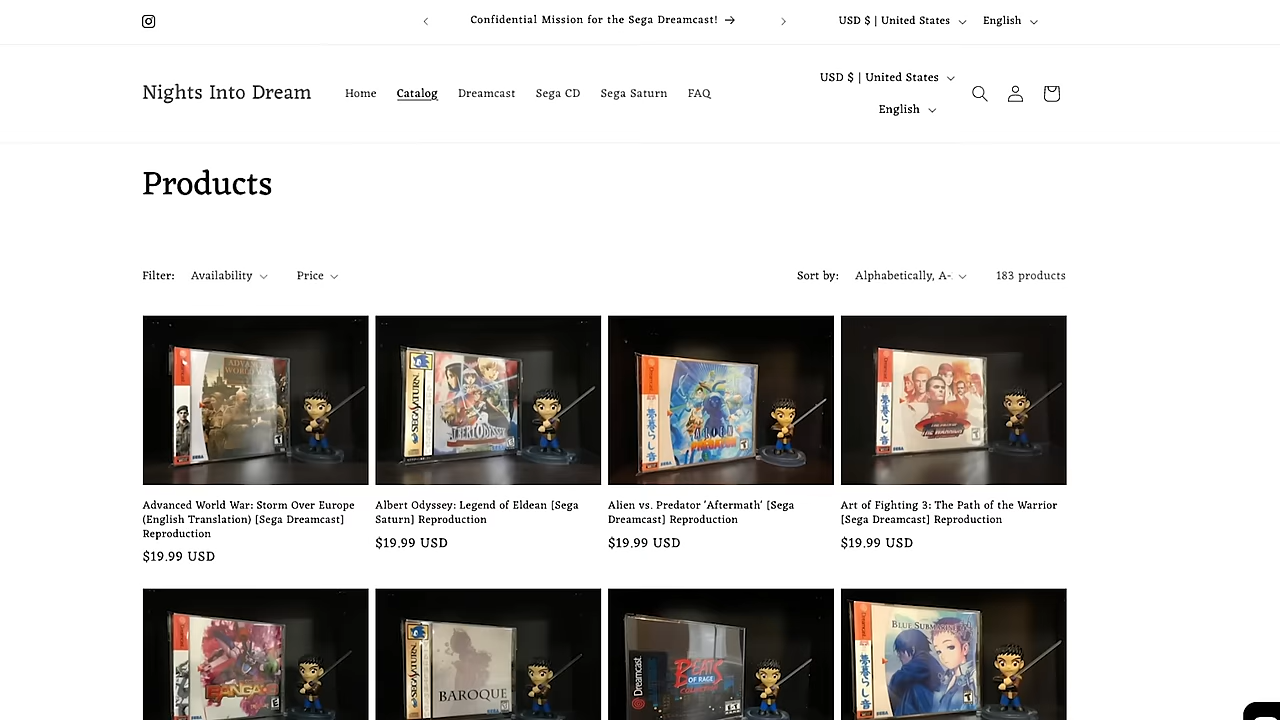 Confidential Mission for the Sega Dreamcast! →
USD $ | United States
English
Nights Into Dream
Home
Catalog
Dreamcast
Sega CD
Sega Saturn
FAQ
USD $ | United States
English
Products
Filter:
Availability
Price
Sort by:
Alphabetically, A-
183 products
Advanced World War: Storm Over Europe
(English Translation) [Sega Dreamcast]
Reproduction
$19.99 USD
Albert Odyssey: Legend of Eldean [Sega
Saturn] Reproduction
$19.99 USD
Alien vs. Predator 'Aftermath' [Sega
Dreamcast] Reproduction
$19.99 USD
Art of Fighting 3: The Path of the Warrior
[Sega Dreamcast] Reproduction
$19.99 USD
SEGA SATURN
Dreamcast
BAROQUE
SEGA SATURN
Dreamcast
BEATS
OF RAGE
Dreamcast